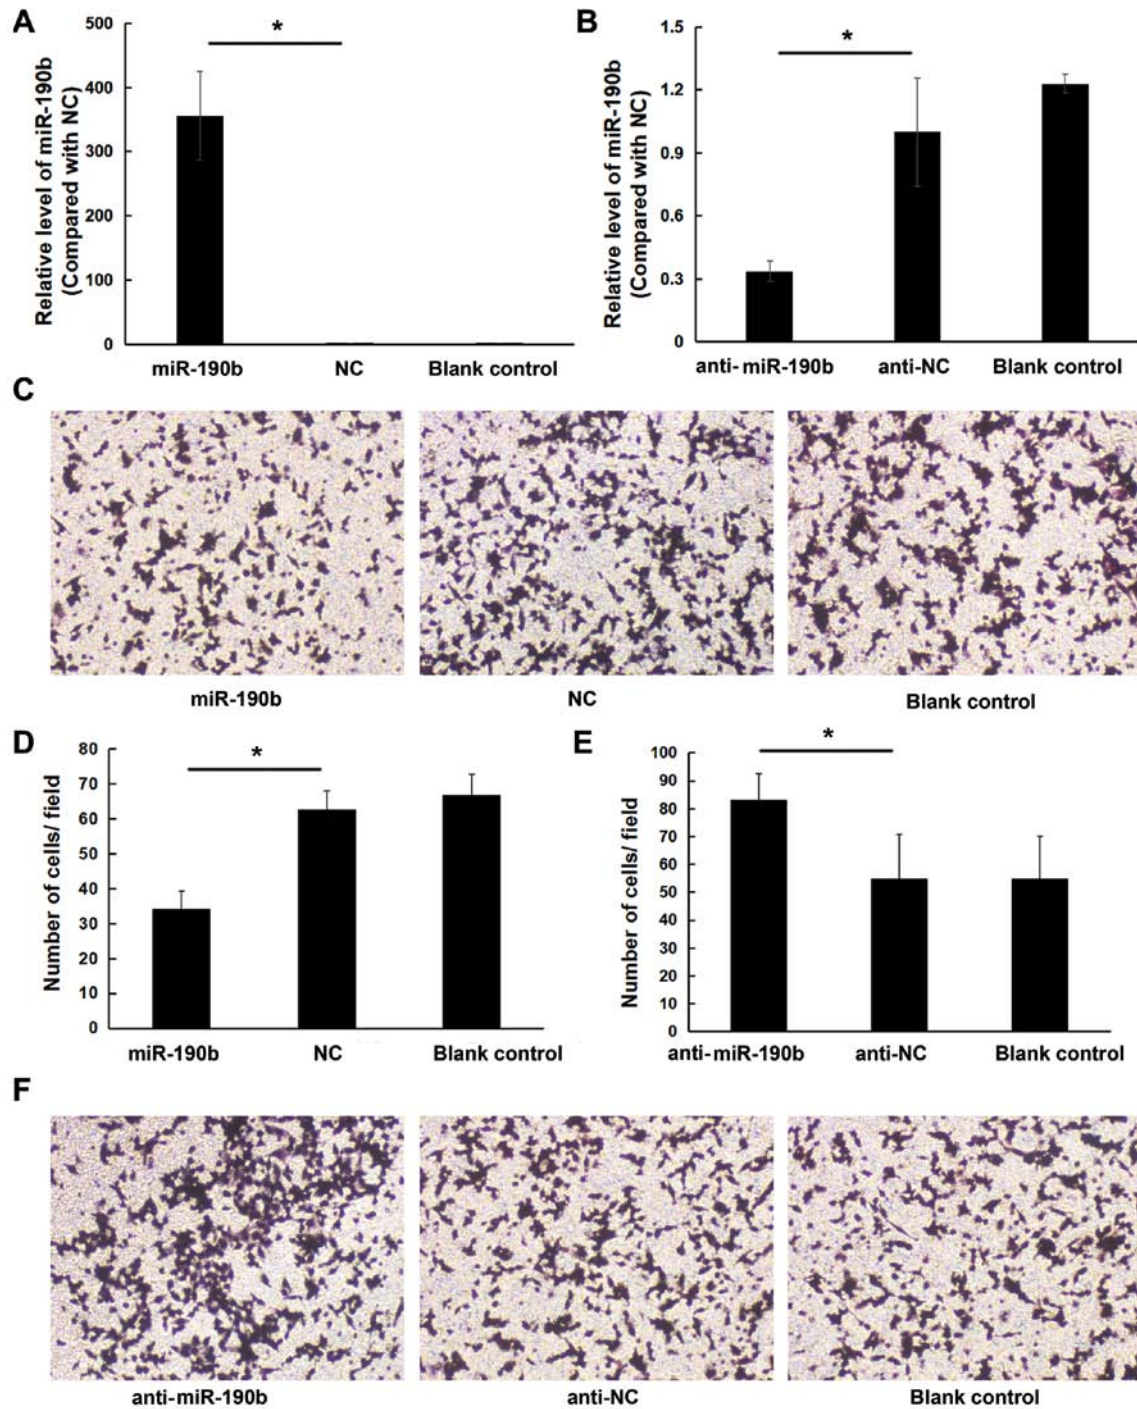 A
Relative level of miR-190b
(Compared with NC)
500
400
300
200
100
0
*
miR-190b NC Blank control
B
Relative level of miR-190b
(Compared with NC)
1.5
1.2
0.9
0.6
0.3
0
*
anti-miR-190b anti-NC Blank control
C
miR-190b NC Blank control
D
Number of cells/ field
80
70
60
50
40
30
20
10
0
*
miR-190b NC Blank control
E
Number of cells/ field
100
90
80
70
60
50
40
30
20
10
0
*
anti-miR-190b anti-NC Blank control
F
anti-miR-190b anti-NC Blank control